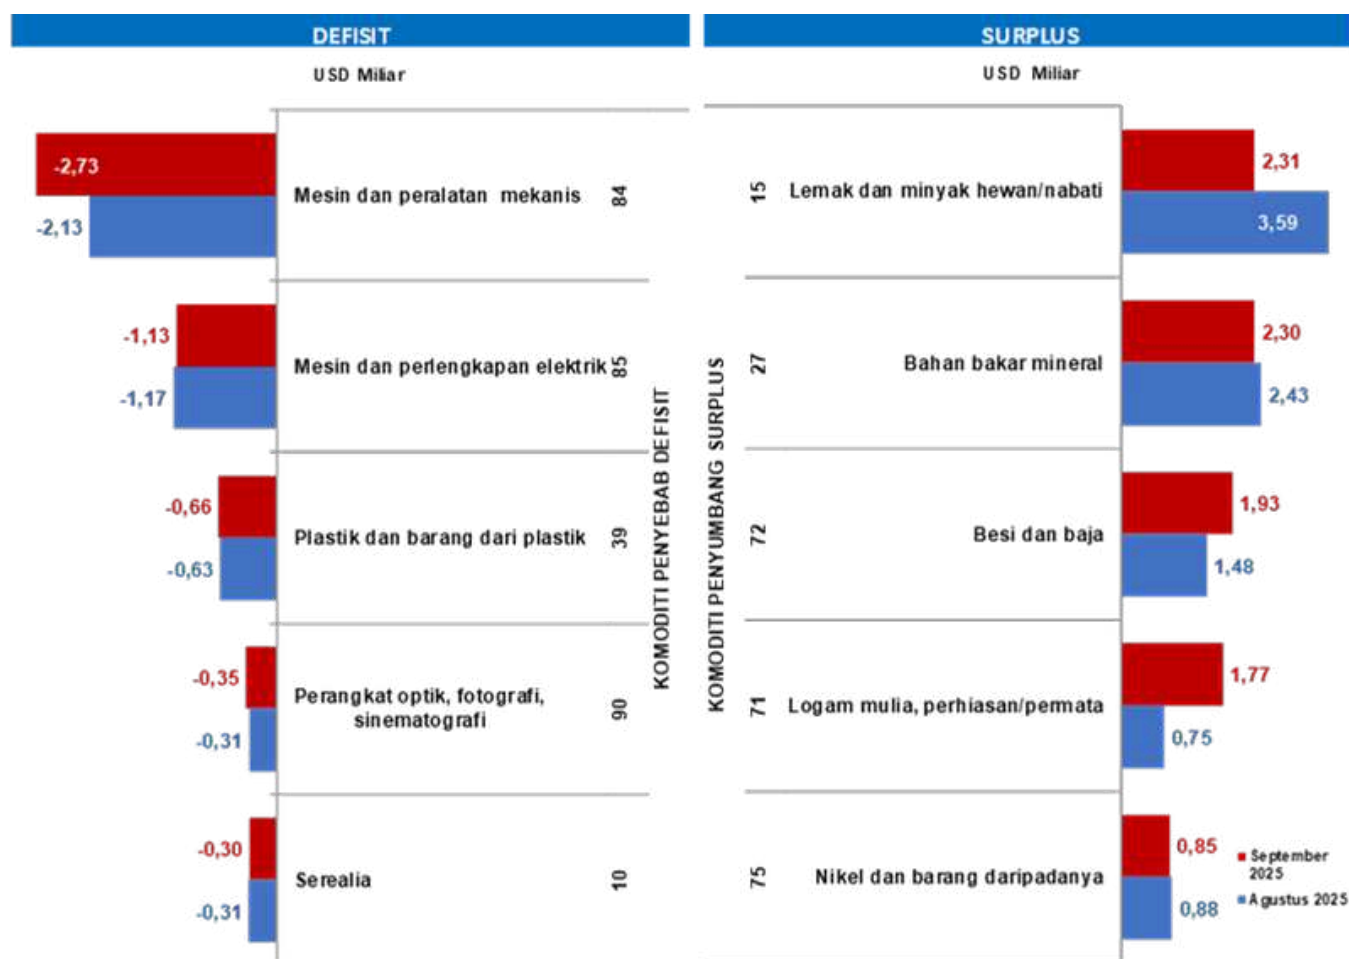 DEFISIT
USD Miliar
-2,73
-2,13
Mesin dan peralatan mekanis
84
-1,13
-1,17
Mesin dan perlengkapan elektrik
85
-0,66
-0,63
Plastik dan barang dari plastik
39
-0,35
-0,31
Perangkat optik, fotografi,
sinematografi
90
-0,30
-0,31
Serealia
10
KOMODITI PENYEBAB DEFISIT
SURPLUS
USD Miliar
KOMODITI PENYUMBANG SURPLUS
15
Lemak dan minyak hewan/nabati
2,31
3,59
27
Bahan bakar mineral
2,30
2,43
72
Besi dan baja
1,93
1,48
71
Logam mulia, perhiasan/permata
1,77
0,75
75
Nikel dan barang daripadanya
0,85
0,88
September
2025
Agustus 2025